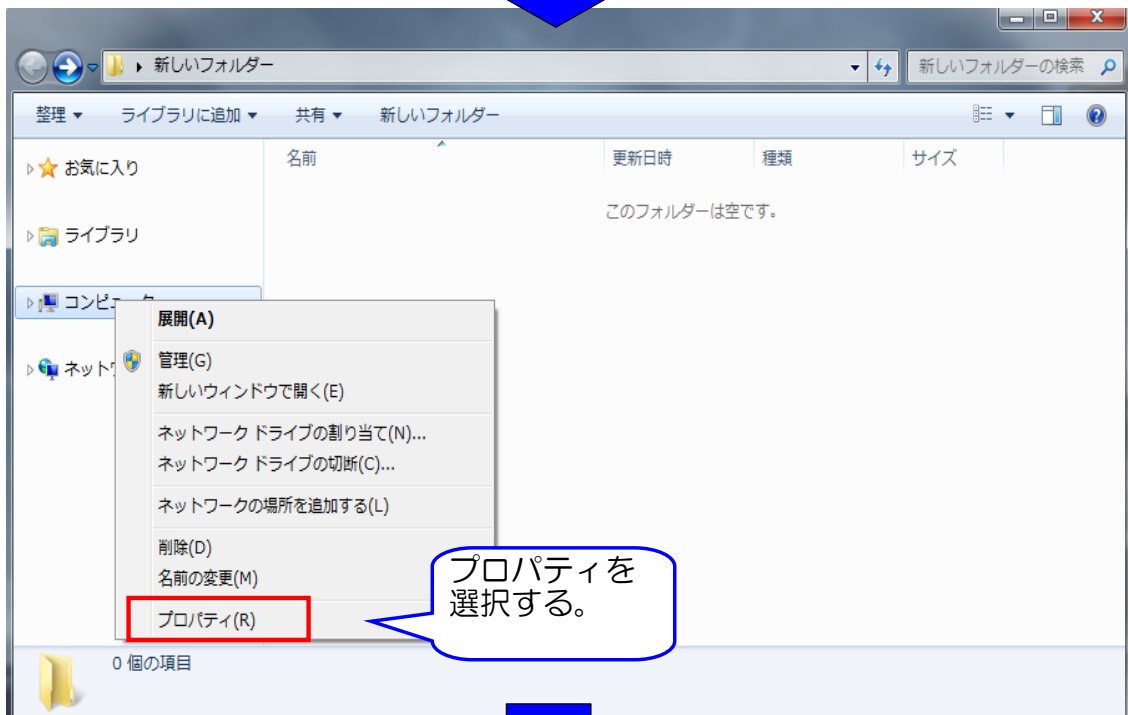 新しいフォルダー
新しいフォルダーの検索
整理 ライブラリに追加 共有 新しいフォルダー
名前 更新日時 種類 サイズ
お気に入り
このフォルダーは空です。
ライブラリ
コンピュ
展開(A)
管理(G)
ネット
新しいウィンドウで開く(E)
ネットワーク ドライブの割り当て(N)...
ネットワーク ドライブの切断(C)...
ネットワークの場所を追加する(L)
削除(D)
名前の変更(M)
プロパティ(R)
プロパティを
選択する。
0 個の項目